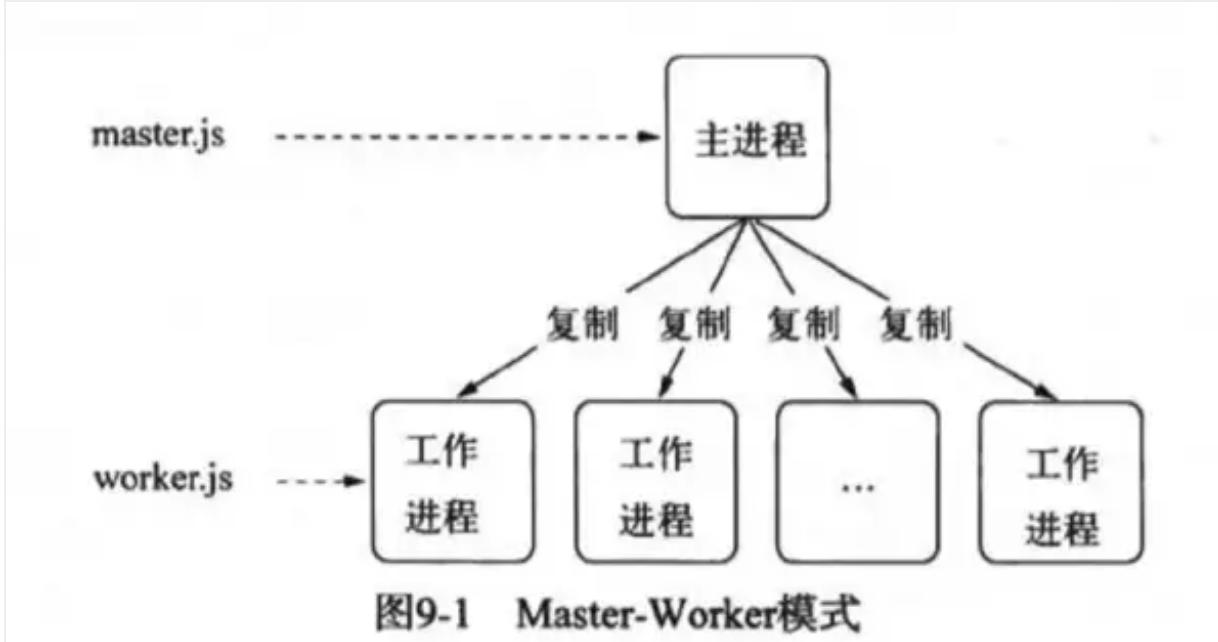 master.js
主进程
复制 复制 复制 复制
工作 工作 ... 工作
worker.js
进程 进程 进程
图9-1 Master-Worker模式